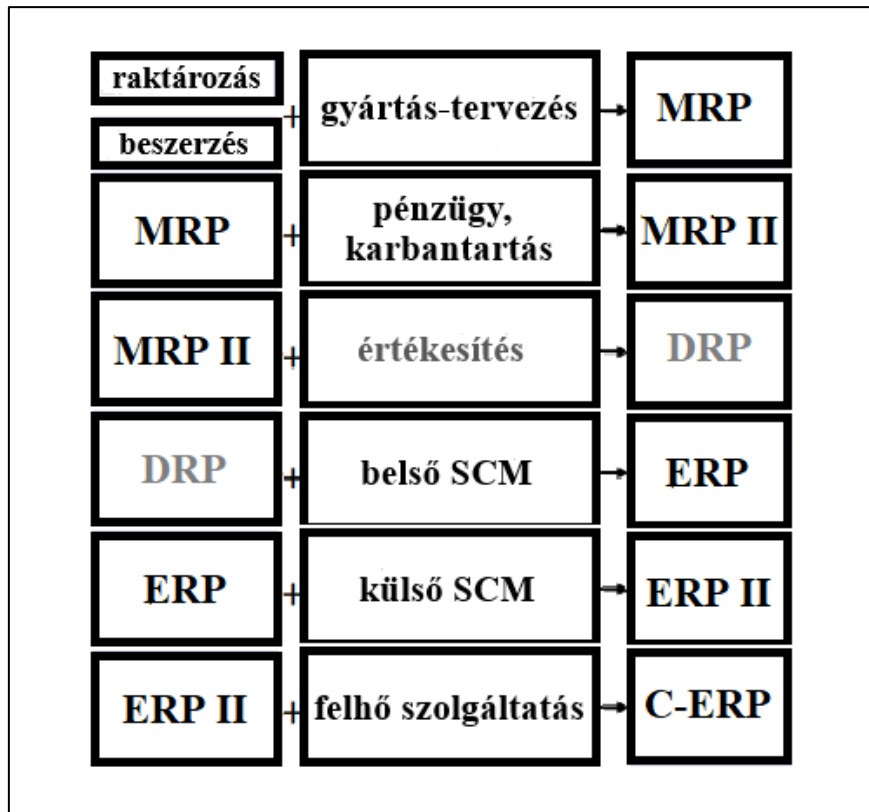 raktározás
beszerzés
+
gyártás-tervezés
→
MRP
MRP
+
pénzügy,
karbantartás
→
MRP II
MRP II
+
értékesítés
→
DRP
DRP
+
belső SCM
→
ERP
ERP
+
külső SCM
→
ERP II
ERP II
+
felhő szolgáltatás
→
C-ERP